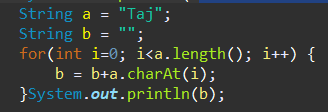 String a = "Taj";
String b = "";
for(int i=0; i<a.length(); i++) {
b = b+a.charAt(i);
}System.out.println(b);